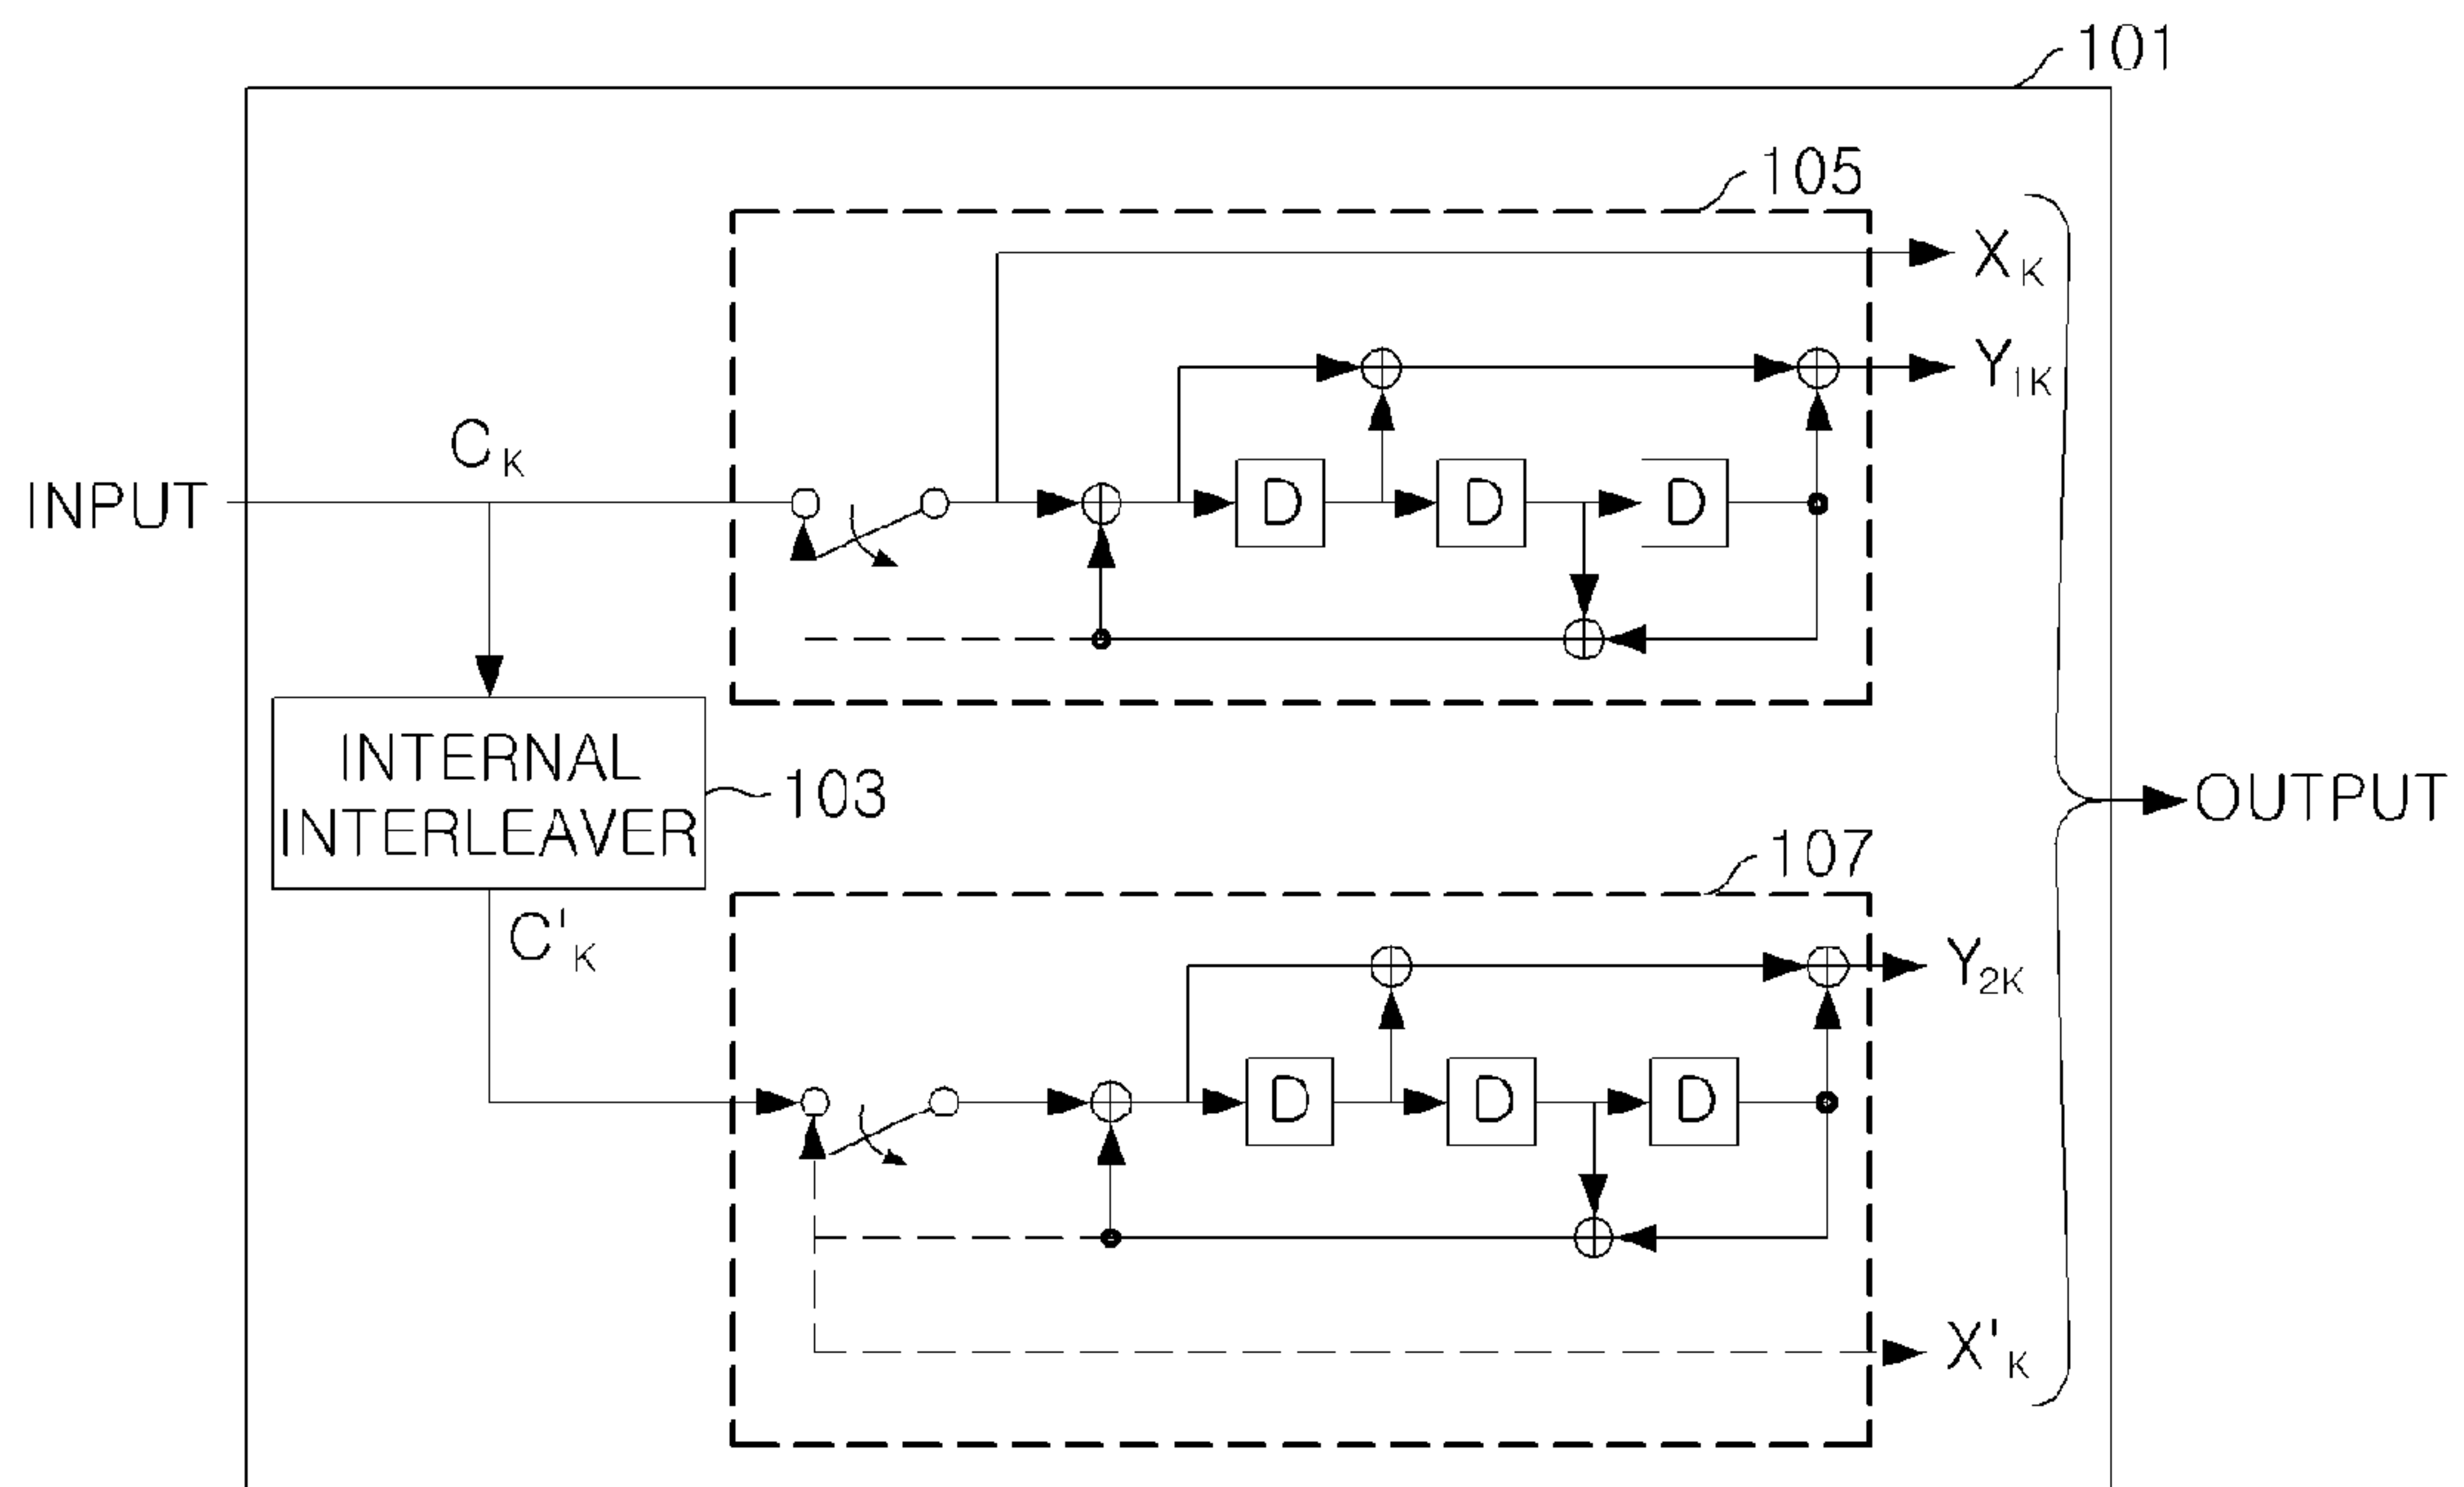 101
105
X_K
Y_1K
C_K
INPUT
D D D
INTERNAL
INTERLEAVER
103
OUTPUT
107
C'_K
Y_2K
D D D
X'_K